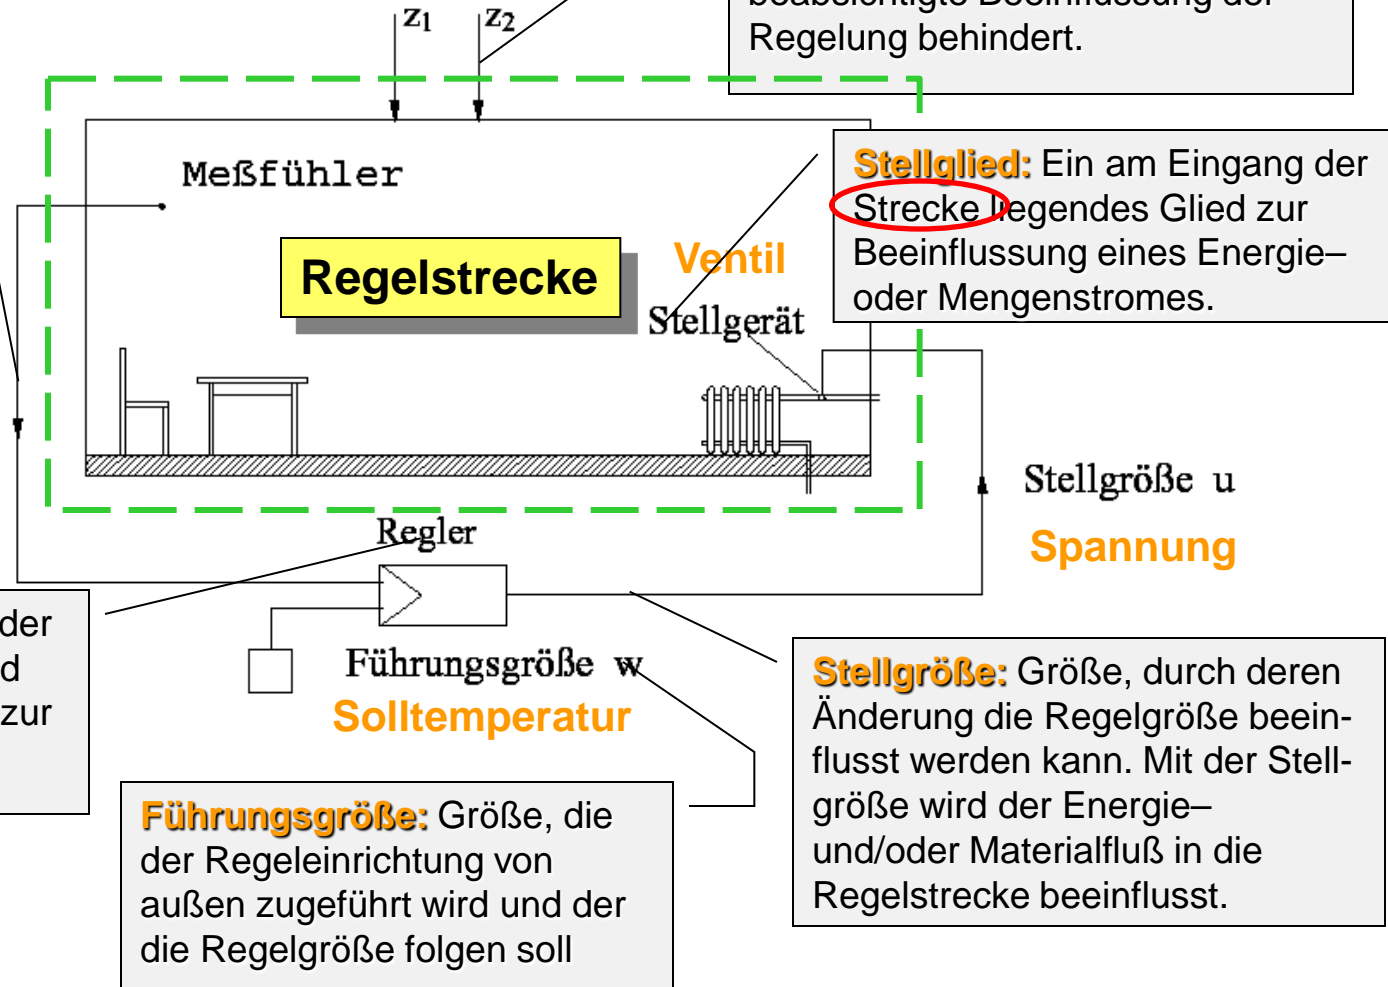 beabsichtigte Beeinflussung der
Regelung behindert.
z1
z2
Meßfühler
Stellglied: Ein am Eingang der
Strecke liegendes Glied zur
Beeinflussung eines Energie–
oder Mengenstromes.
Regelstrecke
Ventil
Stellgerät
Stellgröße u
Spannung
Regler
der
d
zur
Führungsgröße w
Solltemperatur
Stellgröße: Größe, durch deren
Änderung die Regelgröße beein-
flusst werden kann. Mit der Stell-
größe wird der Energie–
und/oder Materialfluß in die
Regelstrecke beeinflusst.
Führungsgröße: Größe, die
der Regeleinrichtung von
außen zugeführt wird und der
die Regelgröße folgen soll